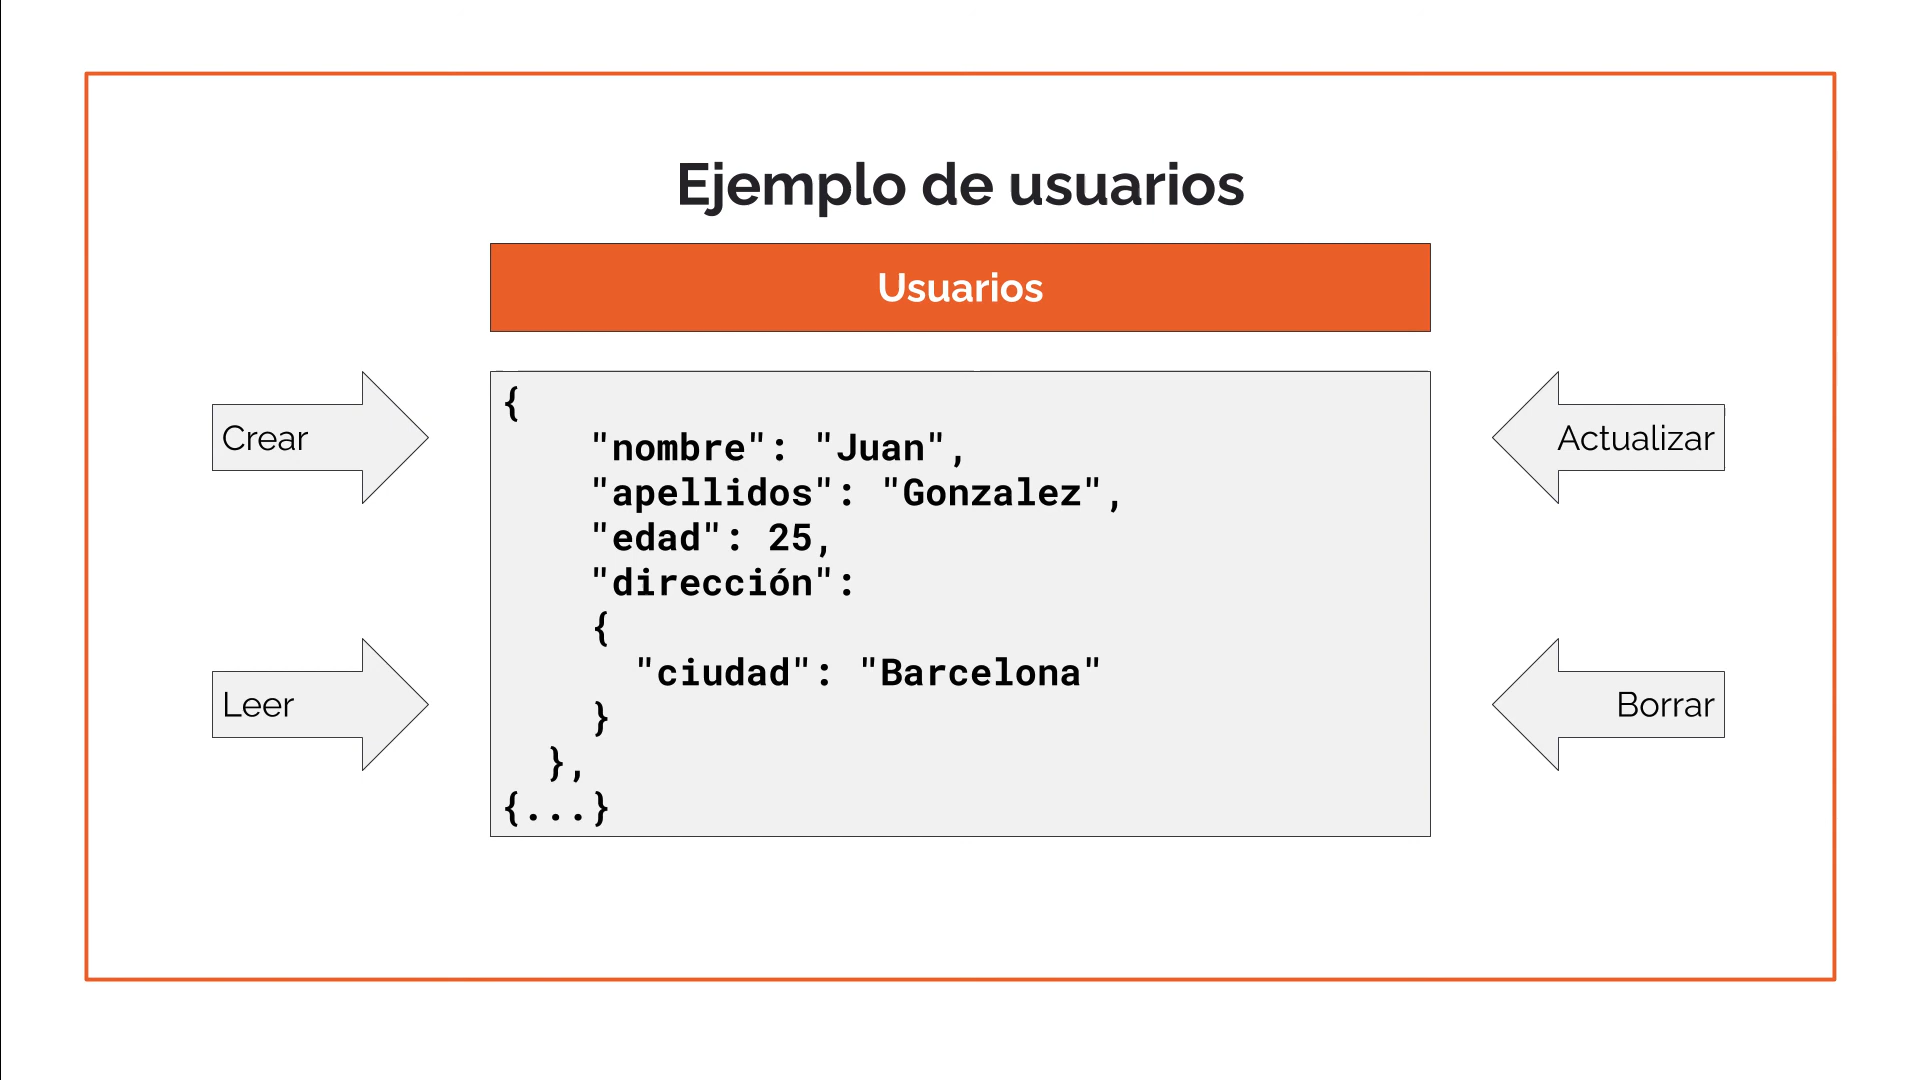 Ejemplo de usuarios
Usuarios
Crear
Leer
{
"nombre": "Juan",
"apellidos": "Gonzalez",
"edad": 25,
"dirección":
{
"ciudad": "Barcelona"
}
},
{...}
Actualizar
Borrar